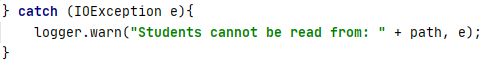 } catch (IOException e){
    logger.warn("Students cannot be read from: " + path, e);
}